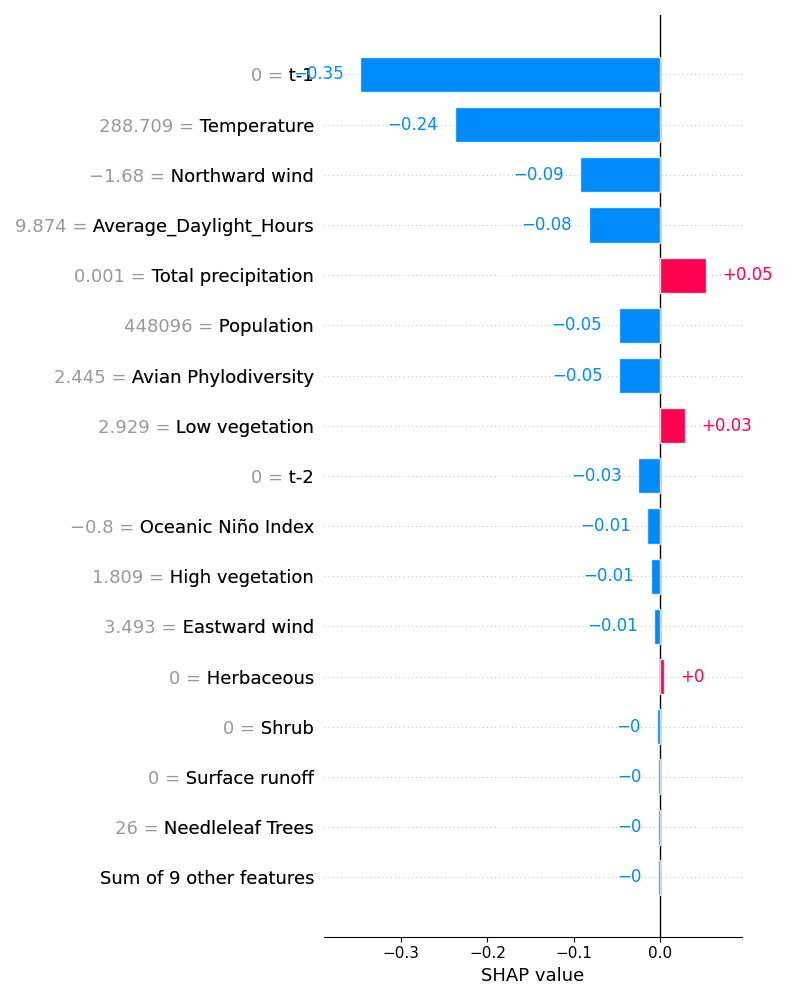 0 = t-1 −0.35
288.709 = Temperature −0.24
−1.68 = Northward wind −0.09
9.874 = Average_Daylight_Hours −0.08
0.001 = Total precipitation +0.05
448096 = Population −0.05
2.445 = Avian Phylodiversity −0.05
2.929 = Low vegetation +0.03
0 = t-2 −0.03
−0.8 = Oceanic Niño Index −0.01
1.809 = High vegetation −0.01
3.493 = Eastward wind −0.01
0 = Herbaceous +0
0 = Shrub −0
0 = Surface runoff −0
26 = Needleleaf Trees −0
Sum of 9 other features −0
−0.3 −0.2 −0.1 0.0
SHAP value